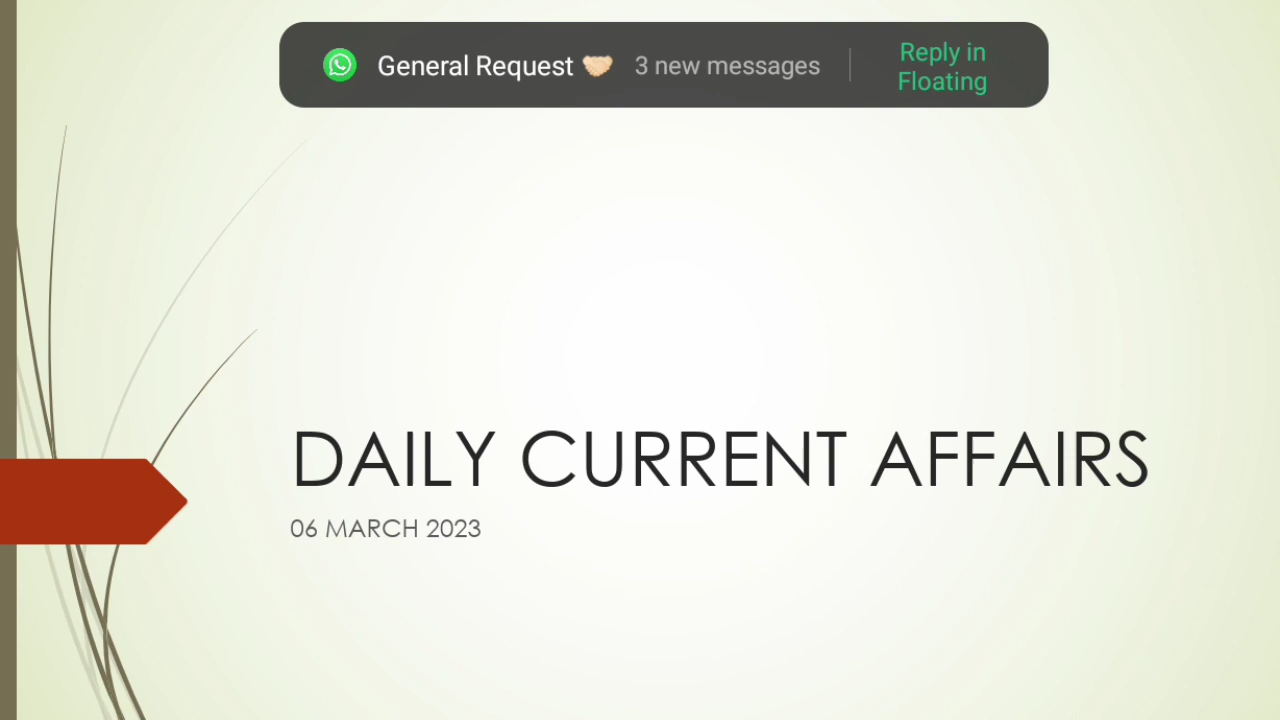 General Request 🤝🏻 3 new messages
Reply in
Floating
DAILY CURRENT AFFAIRS
06 MARCH 2023